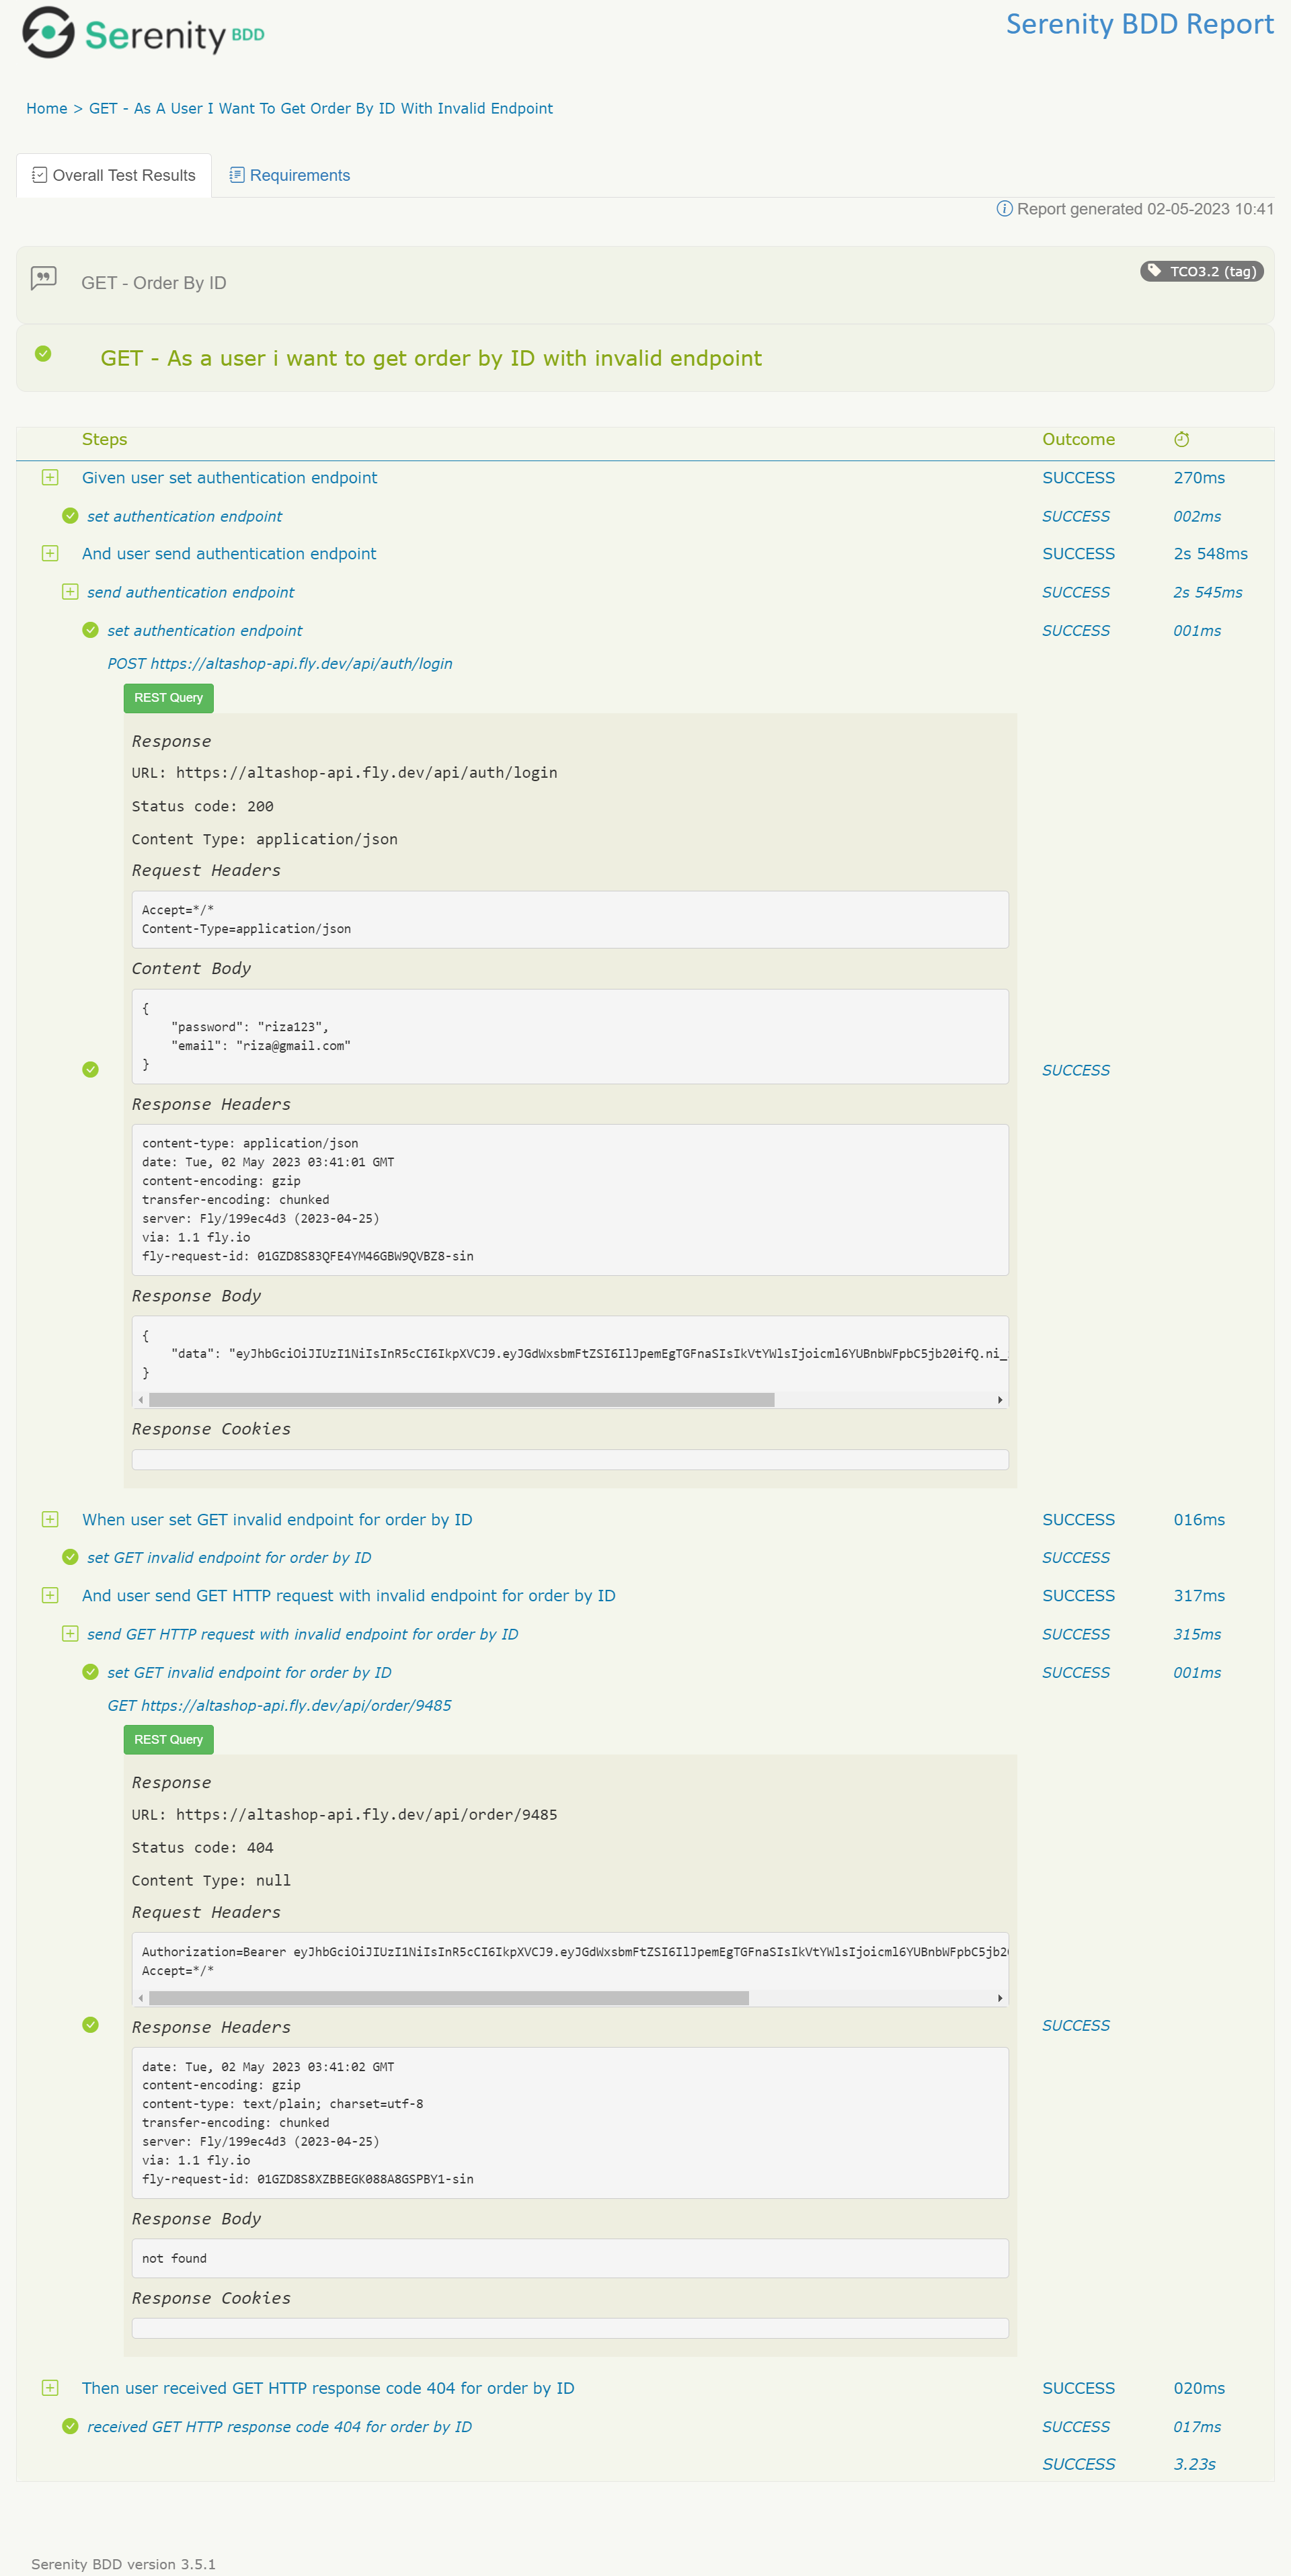 Serenity BDD
Serenity BDD Report
Home > GET - As A User I Want To Get Order By ID With Invalid Endpoint
Overall Test Results
Requirements
Report generated 02-05-2023 10:41
GET - Order By ID
TCO3.2 (tag)
GET - As a user i want to get order by ID with invalid endpoint
Steps Outcome
Given user set authentication endpoint SUCCESS 270ms
set authentication endpoint SUCCESS 002ms
And user send authentication endpoint SUCCESS 2s 548ms
send authentication endpoint SUCCESS 2s 545ms
set authentication endpoint SUCCESS 001ms
POST https://altashop-api.fly.dev/api/auth/login
REST Query
Response
URL: https://altashop-api.fly.dev/api/auth/login
Status code: 200
Content Type: application/json
Request Headers
Accept=*/*
Content-Type=application/json
Content Body
{
"password": "riza123",
"email": "riza@gmail.com"
}
SUCCESS
Response Headers
content-type: application/json
date: Tue, 02 May 2023 03:41:01 GMT
content-encoding: gzip
transfer-encoding: chunked
server: Fly/199ec4d3 (2023-04-25)
via: 1.1 fly.io
fly-request-id: 01GZD8S83QFE4YM46GBW9QVBZ8-sin
Response Body
{
"data": "eyJhbGciOiJIUzI1NiIsInR5cCI6IkpXVCJ9.eyJGdWxsbmFtZSI6IlJpemEgTGFnaSIsIkVtYWlsIjoicml6YUBnbWFpbC5jb20ifQ.ni_
}
Response Cookies
When user set GET invalid endpoint for order by ID SUCCESS 016ms
set GET invalid endpoint for order by ID SUCCESS
And user send GET HTTP request with invalid endpoint for order by ID SUCCESS 317ms
send GET HTTP request with invalid endpoint for order by ID SUCCESS 315ms
set GET invalid endpoint for order by ID SUCCESS 001ms
GET https://altashop-api.fly.dev/api/order/9485
REST Query
Response
URL: https://altashop-api.fly.dev/api/order/9485
Status code: 404
Content Type: null
Request Headers
Authorization=Bearer eyJhbGciOiJIUzI1NiIsInR5cCI6IkpXVCJ9.eyJGdWxsbmFtZSI6IlJpemEgTGFnaSIsIkVtYWlsIjoicml6YUBnbWFpbC5jb20
Accept=*/*
SUCCESS
Response Headers
date: Tue, 02 May 2023 03:41:02 GMT
content-encoding: gzip
content-type: text/plain; charset=utf-8
transfer-encoding: chunked
server: Fly/199ec4d3 (2023-04-25)
via: 1.1 fly.io
fly-request-id: 01GZD8S8XZBBEGK088A8GSPBY1-sin
Response Body
not found
Response Cookies
Then user received GET HTTP response code 404 for order by ID SUCCESS 020ms
received GET HTTP response code 404 for order by ID SUCCESS 017ms
SUCCESS 3.23s
Serenity BDD version 3.5.1